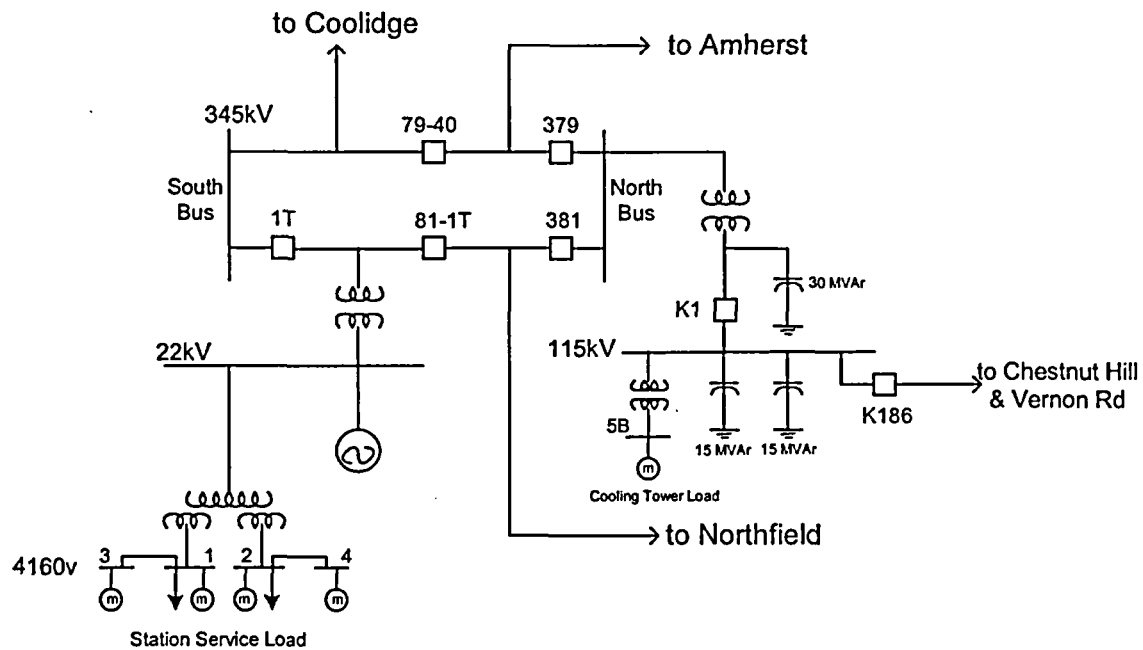 to Coolidge
to Amherst
345kV
79-40
379
South
Bus
North
Bus
1T
81-1T
381
30 MVAr
K1
22kV
115kV
to Chestnut Hill
& Vernon Rd
K186
5B
15 MVAr
15 MVAr
m
Cooling Tower Load
to Northfield
4160v
3
1
2
4
m
m
m
m
Station Service Load